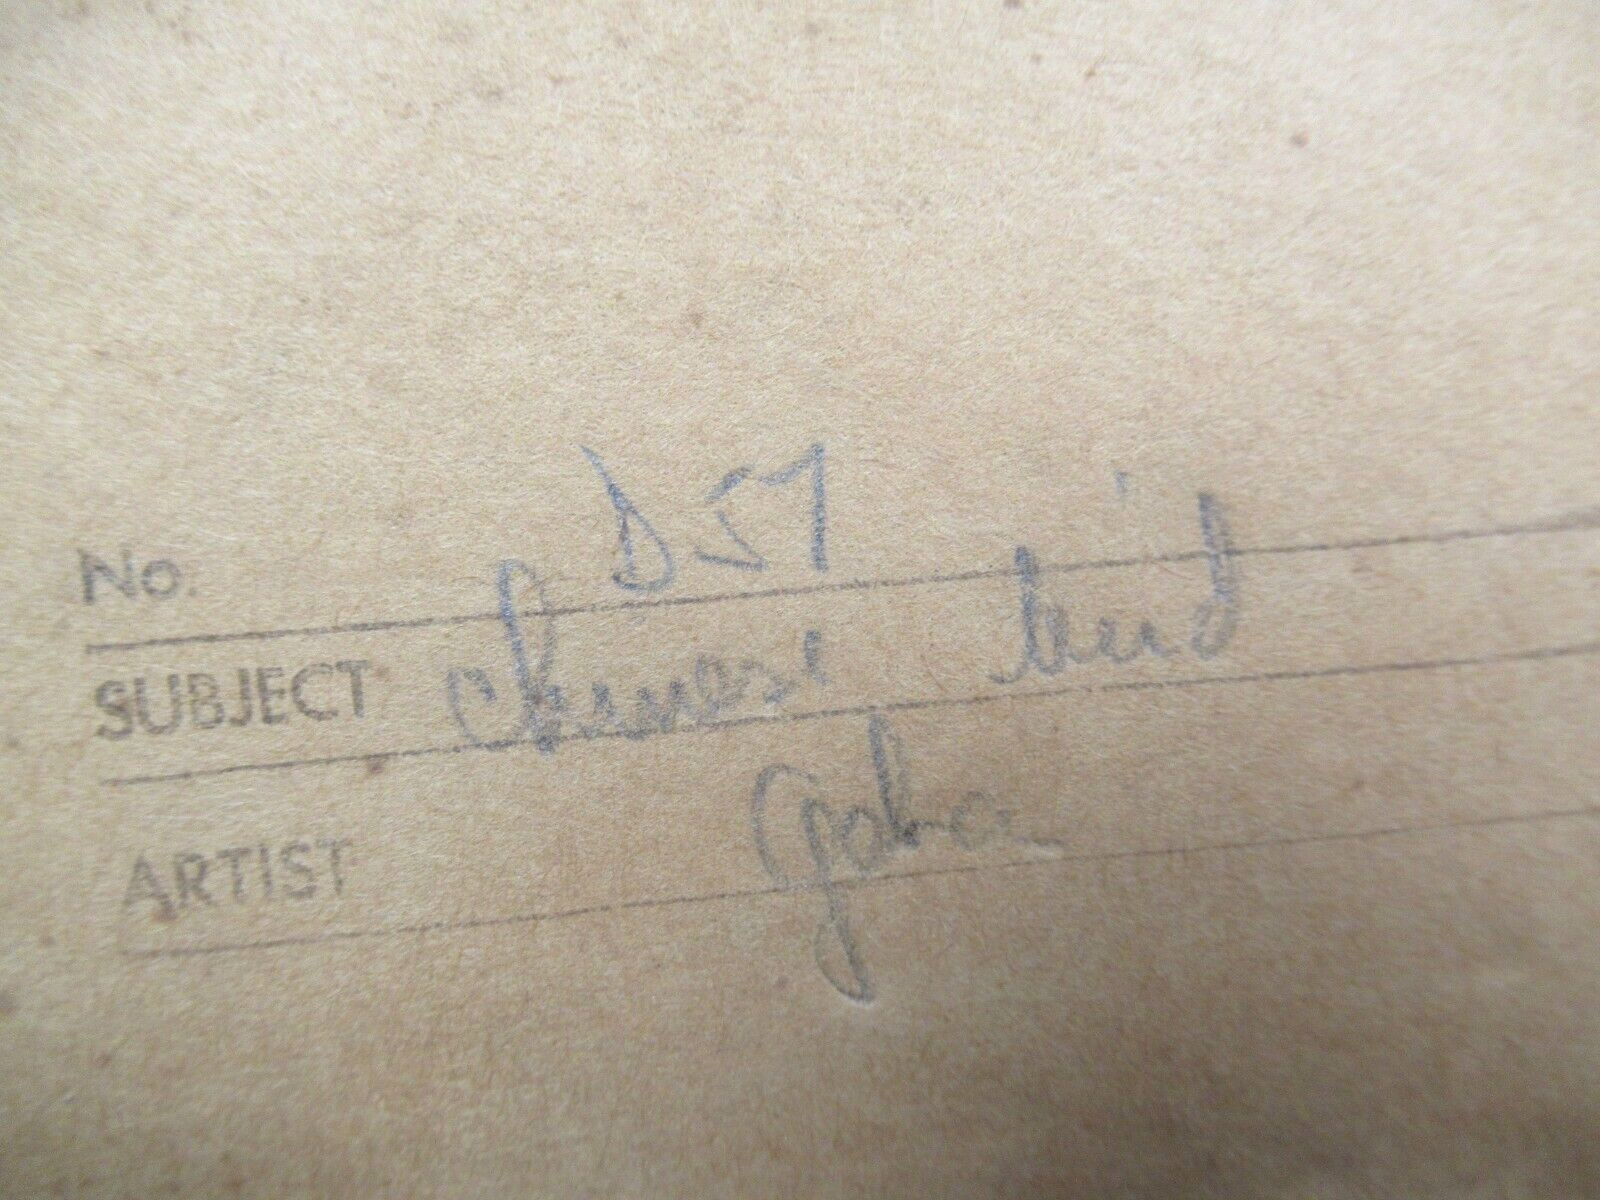 No. D57
SUBJECT Chinese bird
ARTIST